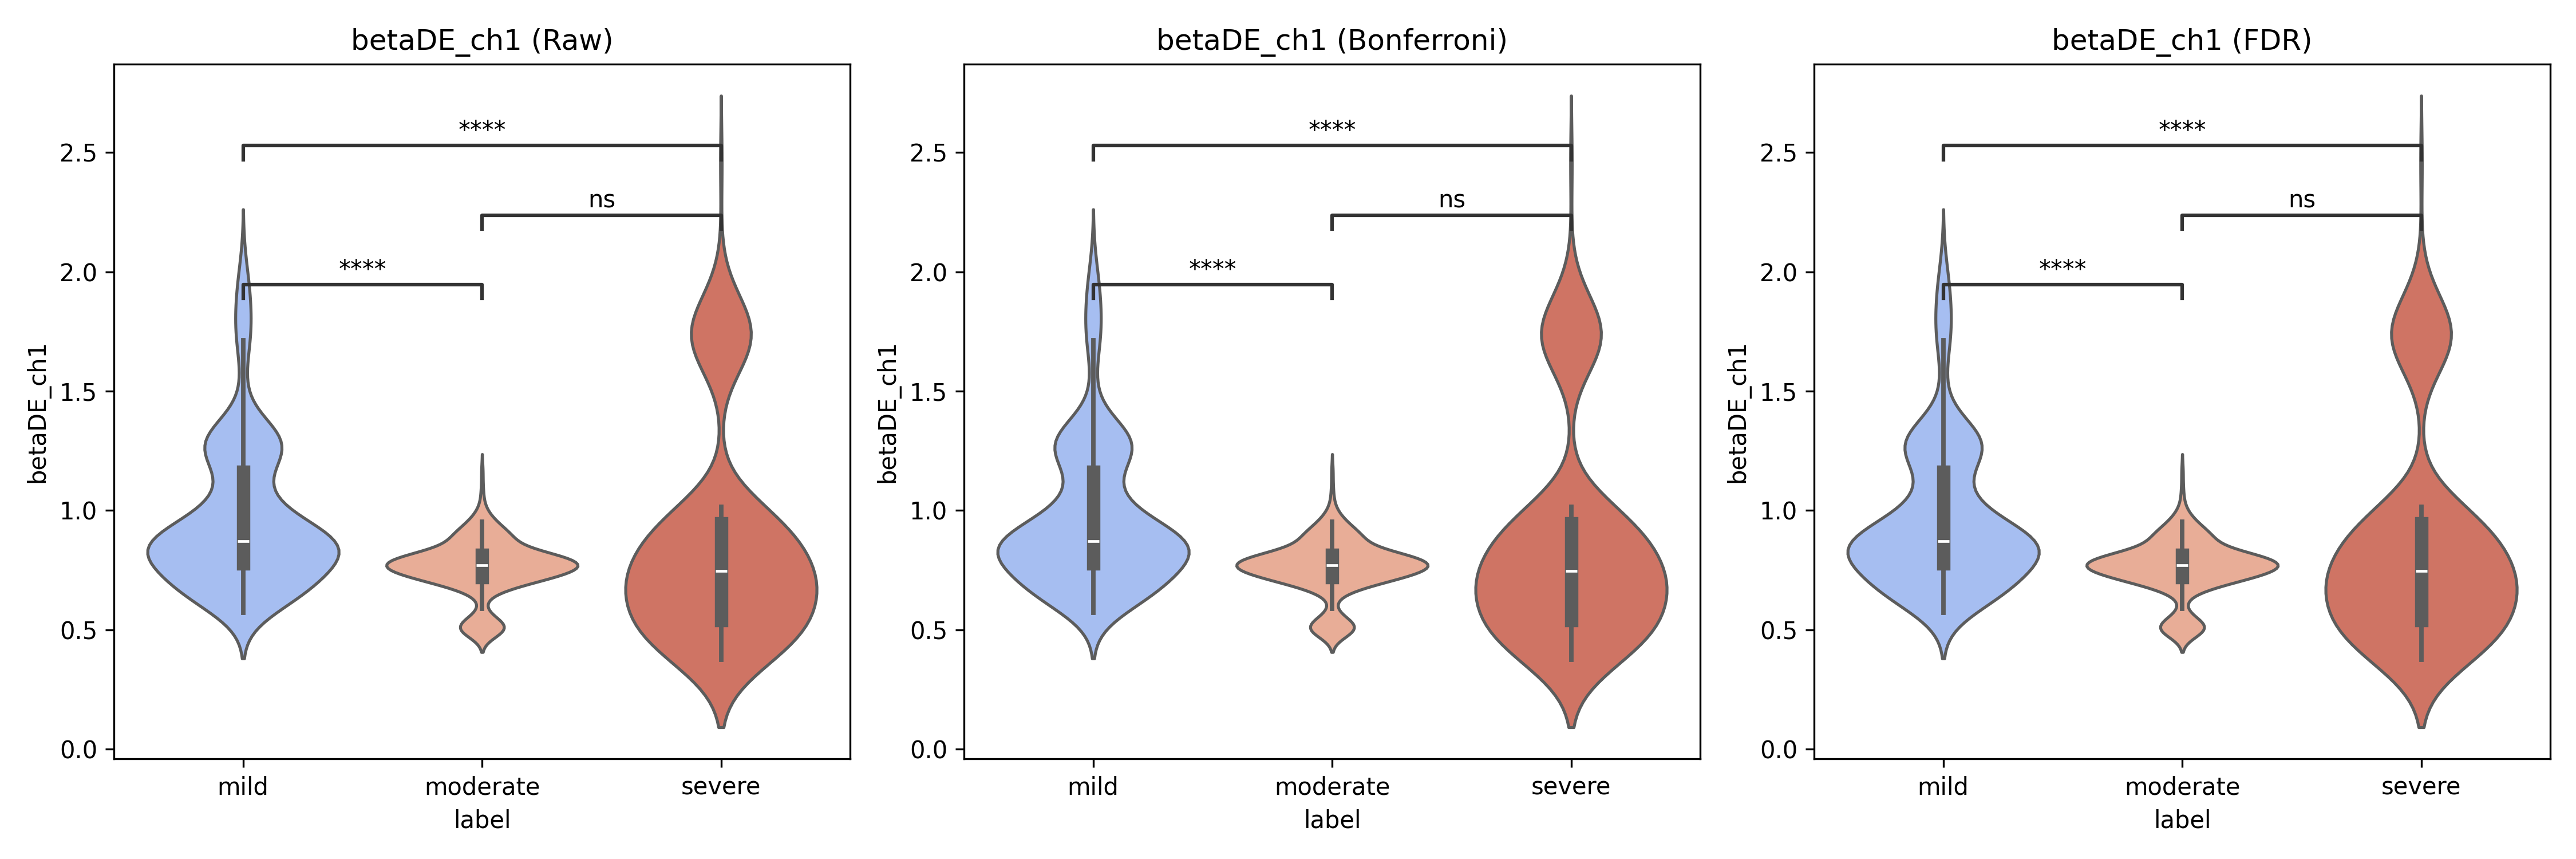 betaDE_ch1 (Raw)
betaDE_ch1
2.5
2.0
1.5
1.0
0.5
0.0
****
ns
****
mild moderate severe
label
betaDE_ch1 (Bonferroni)
betaDE_ch1
2.5
2.0
1.5
1.0
0.5
0.0
****
ns
****
mild moderate severe
label
betaDE_ch1 (FDR)
betaDE_ch1
2.5
2.0
1.5
1.0
0.5
0.0
****
ns
****
mild moderate severe
label